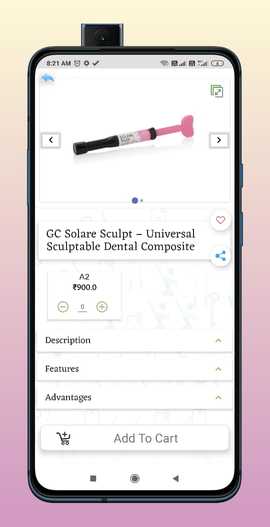 8:21 AM
GC Solare Sculpt – Universal
Sculptable Dental Composite
A2
₹900.0
0
Description
Features
Advantages
Add To Cart